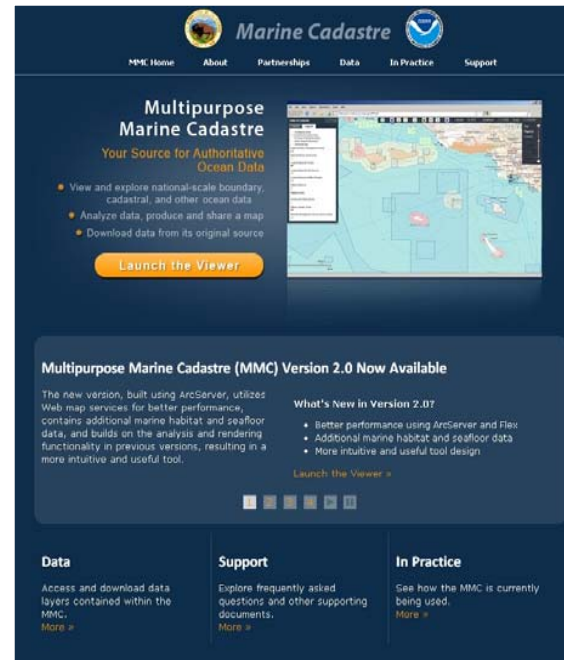 Marine Cadastre
MMC Home About Partnerships Data In Practice Support
Multipurpose
Marine Cadastre
Your Source for Authoritative
Ocean Data
View and explore national-scale boundary,
cadastral, and other ocean data
Analyze data, produce and share a map
Download data from its original source
Launch the Viewer
Multipurpose Marine Cadastre (MMC) Version 2.0 Now Available
The new version, built using ArcServer, utilizes
Web map services for better performance,
contains additional marine habitat and seafloor
data, and builds on the analysis and rendering
functionality in previous versions, resulting in a
more intuitive and useful tool.
What's New in Version 2.0?
• Better performance using ArcServer and Flex
• Additional marine habitat and seafloor data
• More intuitive and useful tool design
Launch the Viewer »
1 2 3 4
Data
Access and download data
layers contained within the
MMC.
More »
Support
Explore frequently asked
questions and other supporting
documents.
More »
In Practice
See how the MMC is currently
being used.
More »